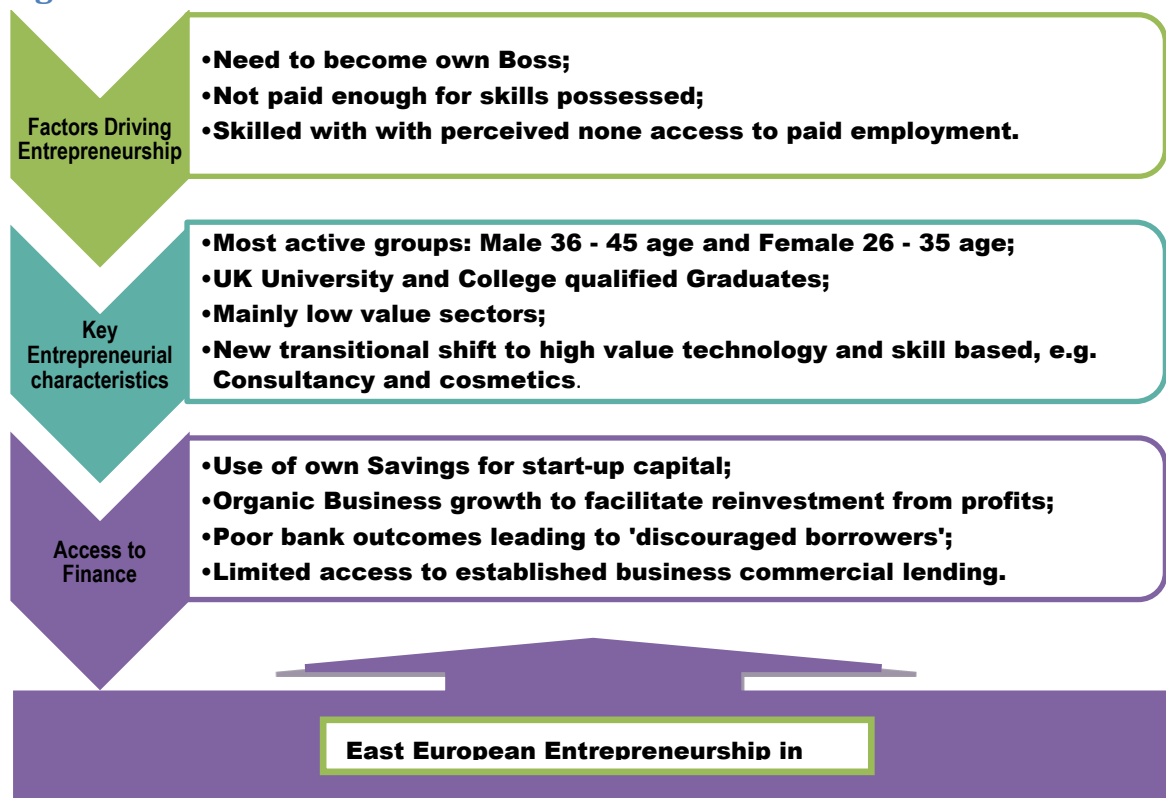 Factors Driving
Entrepreneurship
•Need to become own Boss;
•Not paid enough for skills possessed;
•Skilled with with perceived none access to paid employment.
Key
Entrepreneurial
characteristics
•Most active groups: Male 36 - 45 age and Female 26 - 35 age;
•UK University and College qualified Graduates;
•Mainly low value sectors;
•New transitional shift to high value technology and skill based, e.g.
Consultancy and cosmetics.
Access to
Finance
•Use of own Savings for start-up capital;
•Organic Business growth to facilitate reinvestment from profits;
•Poor bank outcomes leading to 'discouraged borrowers';
•Limited access to established business commercial lending.
East European Entrepreneurship in